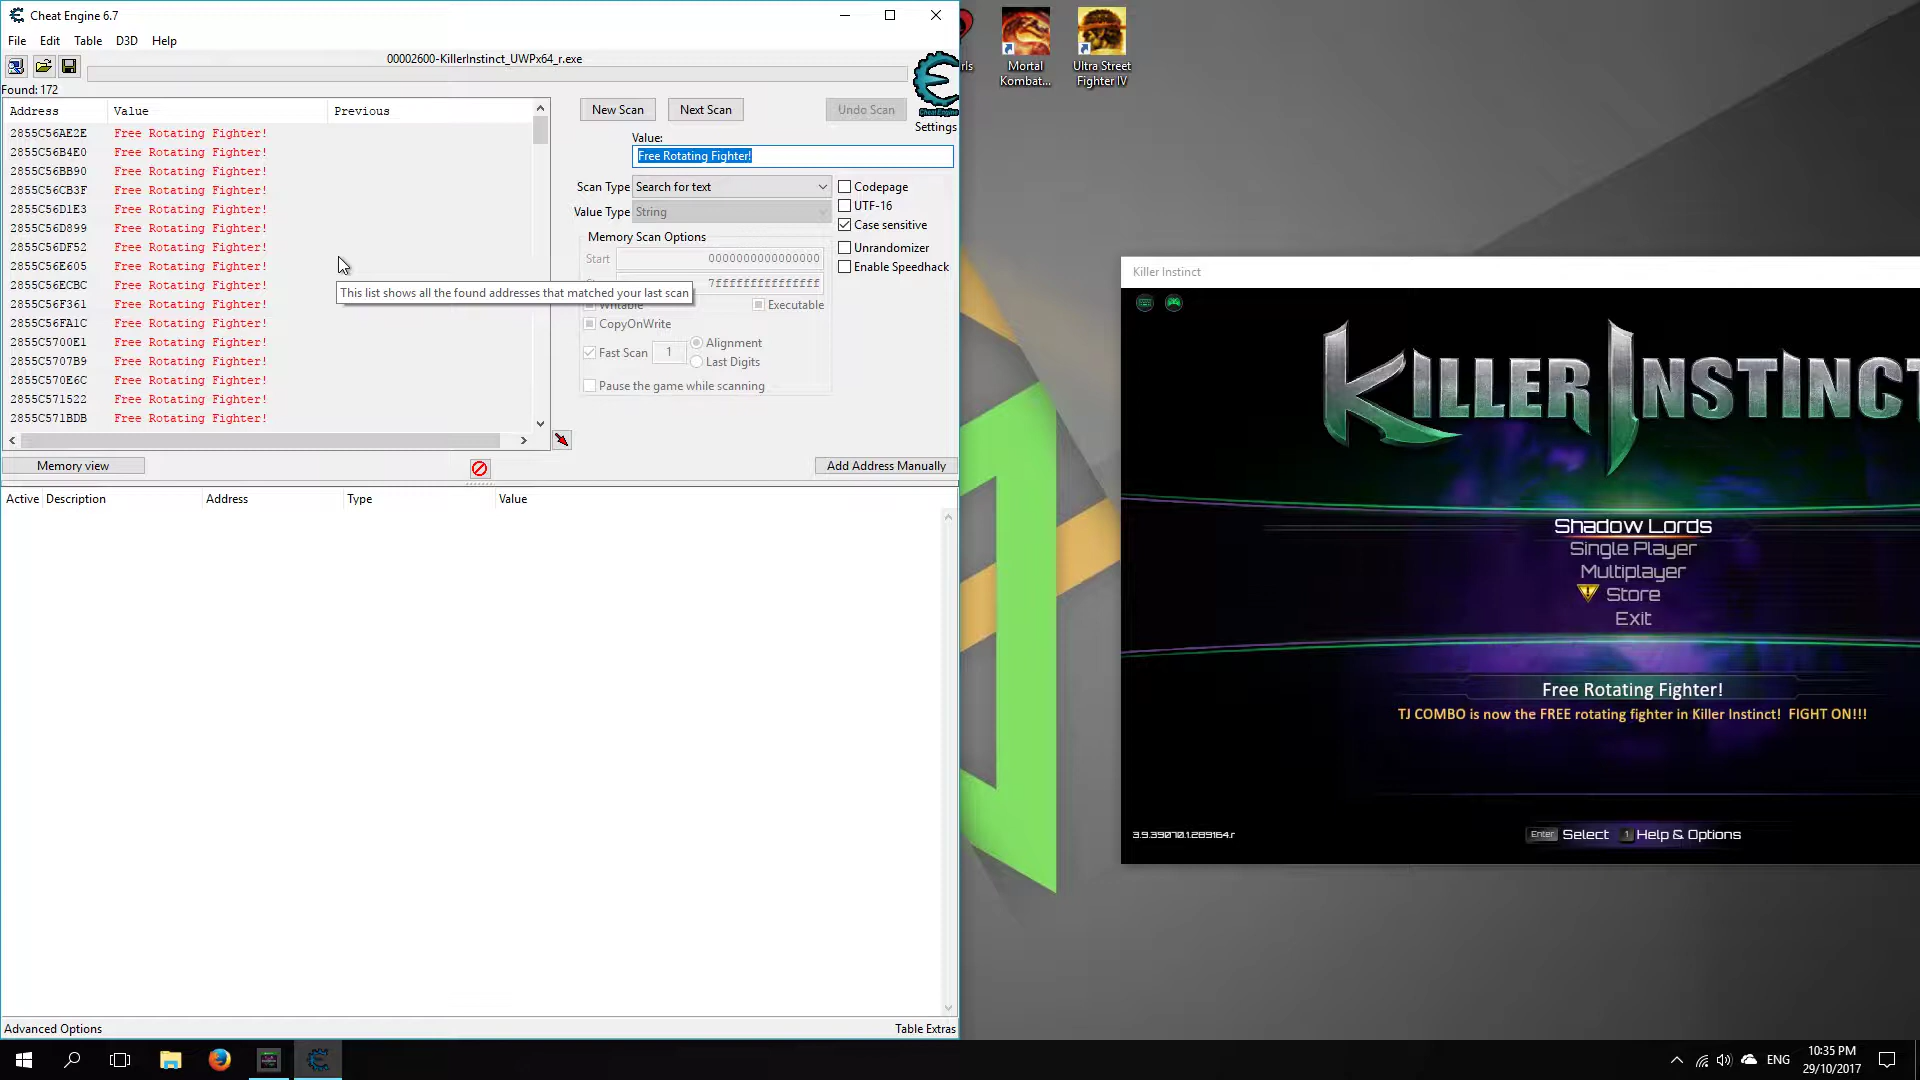 Cheat Engine 6.7
File Edit Table D3D Help
00002600-KillerInstinct_UWPx64_r.exe
Found: 172
Address Value Previous
2855C56AE2E Free Rotating Fighter!
2855C56B4E0 Free Rotating Fighter!
2855C56BB90 Free Rotating Fighter!
2855C56CB3F Free Rotating Fighter!
2855C56D1E3 Free Rotating Fighter!
2855C56D899 Free Rotating Fighter!
2855C56DF52 Free Rotating Fighter!
2855C56E605 Free Rotating Fighter!
2855C56ECBC Free Rotating Fighter!
2855C56F361 Free Rotating Fighter!
2855C56FA1C Free Rotating Fighter!
2855C5700E1 Free Rotating Fighter!
2855C5707B9 Free Rotating Fighter!
2855C570E6C Free Rotating Fighter!
2855C571522 Free Rotating Fighter!
2855C571BDB Free Rotating Fighter!
This list shows all the found addresses that matched your last scan
New Scan Next Scan Undo Scan
Cheat Engine
Settings
Value:
Free Rotating Fighter!
Scan Type Search for text
Value Type String
Codepage
UTF-16
Case sensitive
Unrandomizer
Enable Speedhack
Memory Scan Options
Start 0000000000000000
7fffffffffffffff
Writable Executable
CopyOnWrite
Fast Scan 1 Alignment
Last Digits
Pause the game while scanning
Memory view Add Address Manually
Active Description Address Type Value
Advanced Options Table Extras
rls
Mortal
Kombat...
Ultra Street
Fighter IV
Killer Instinct
KILLER INSTINCT
Shadow Lords
Single Player
Multiplayer
Store
Exit
Free Rotating Fighter!
TJ COMBO is now the FREE rotating fighter in Killer Instinct! FIGHT ON!!!
3.9.39070.1.289164.r
Enter Select 1 Help & Options
ENG
10:35 PM
29/10/2017